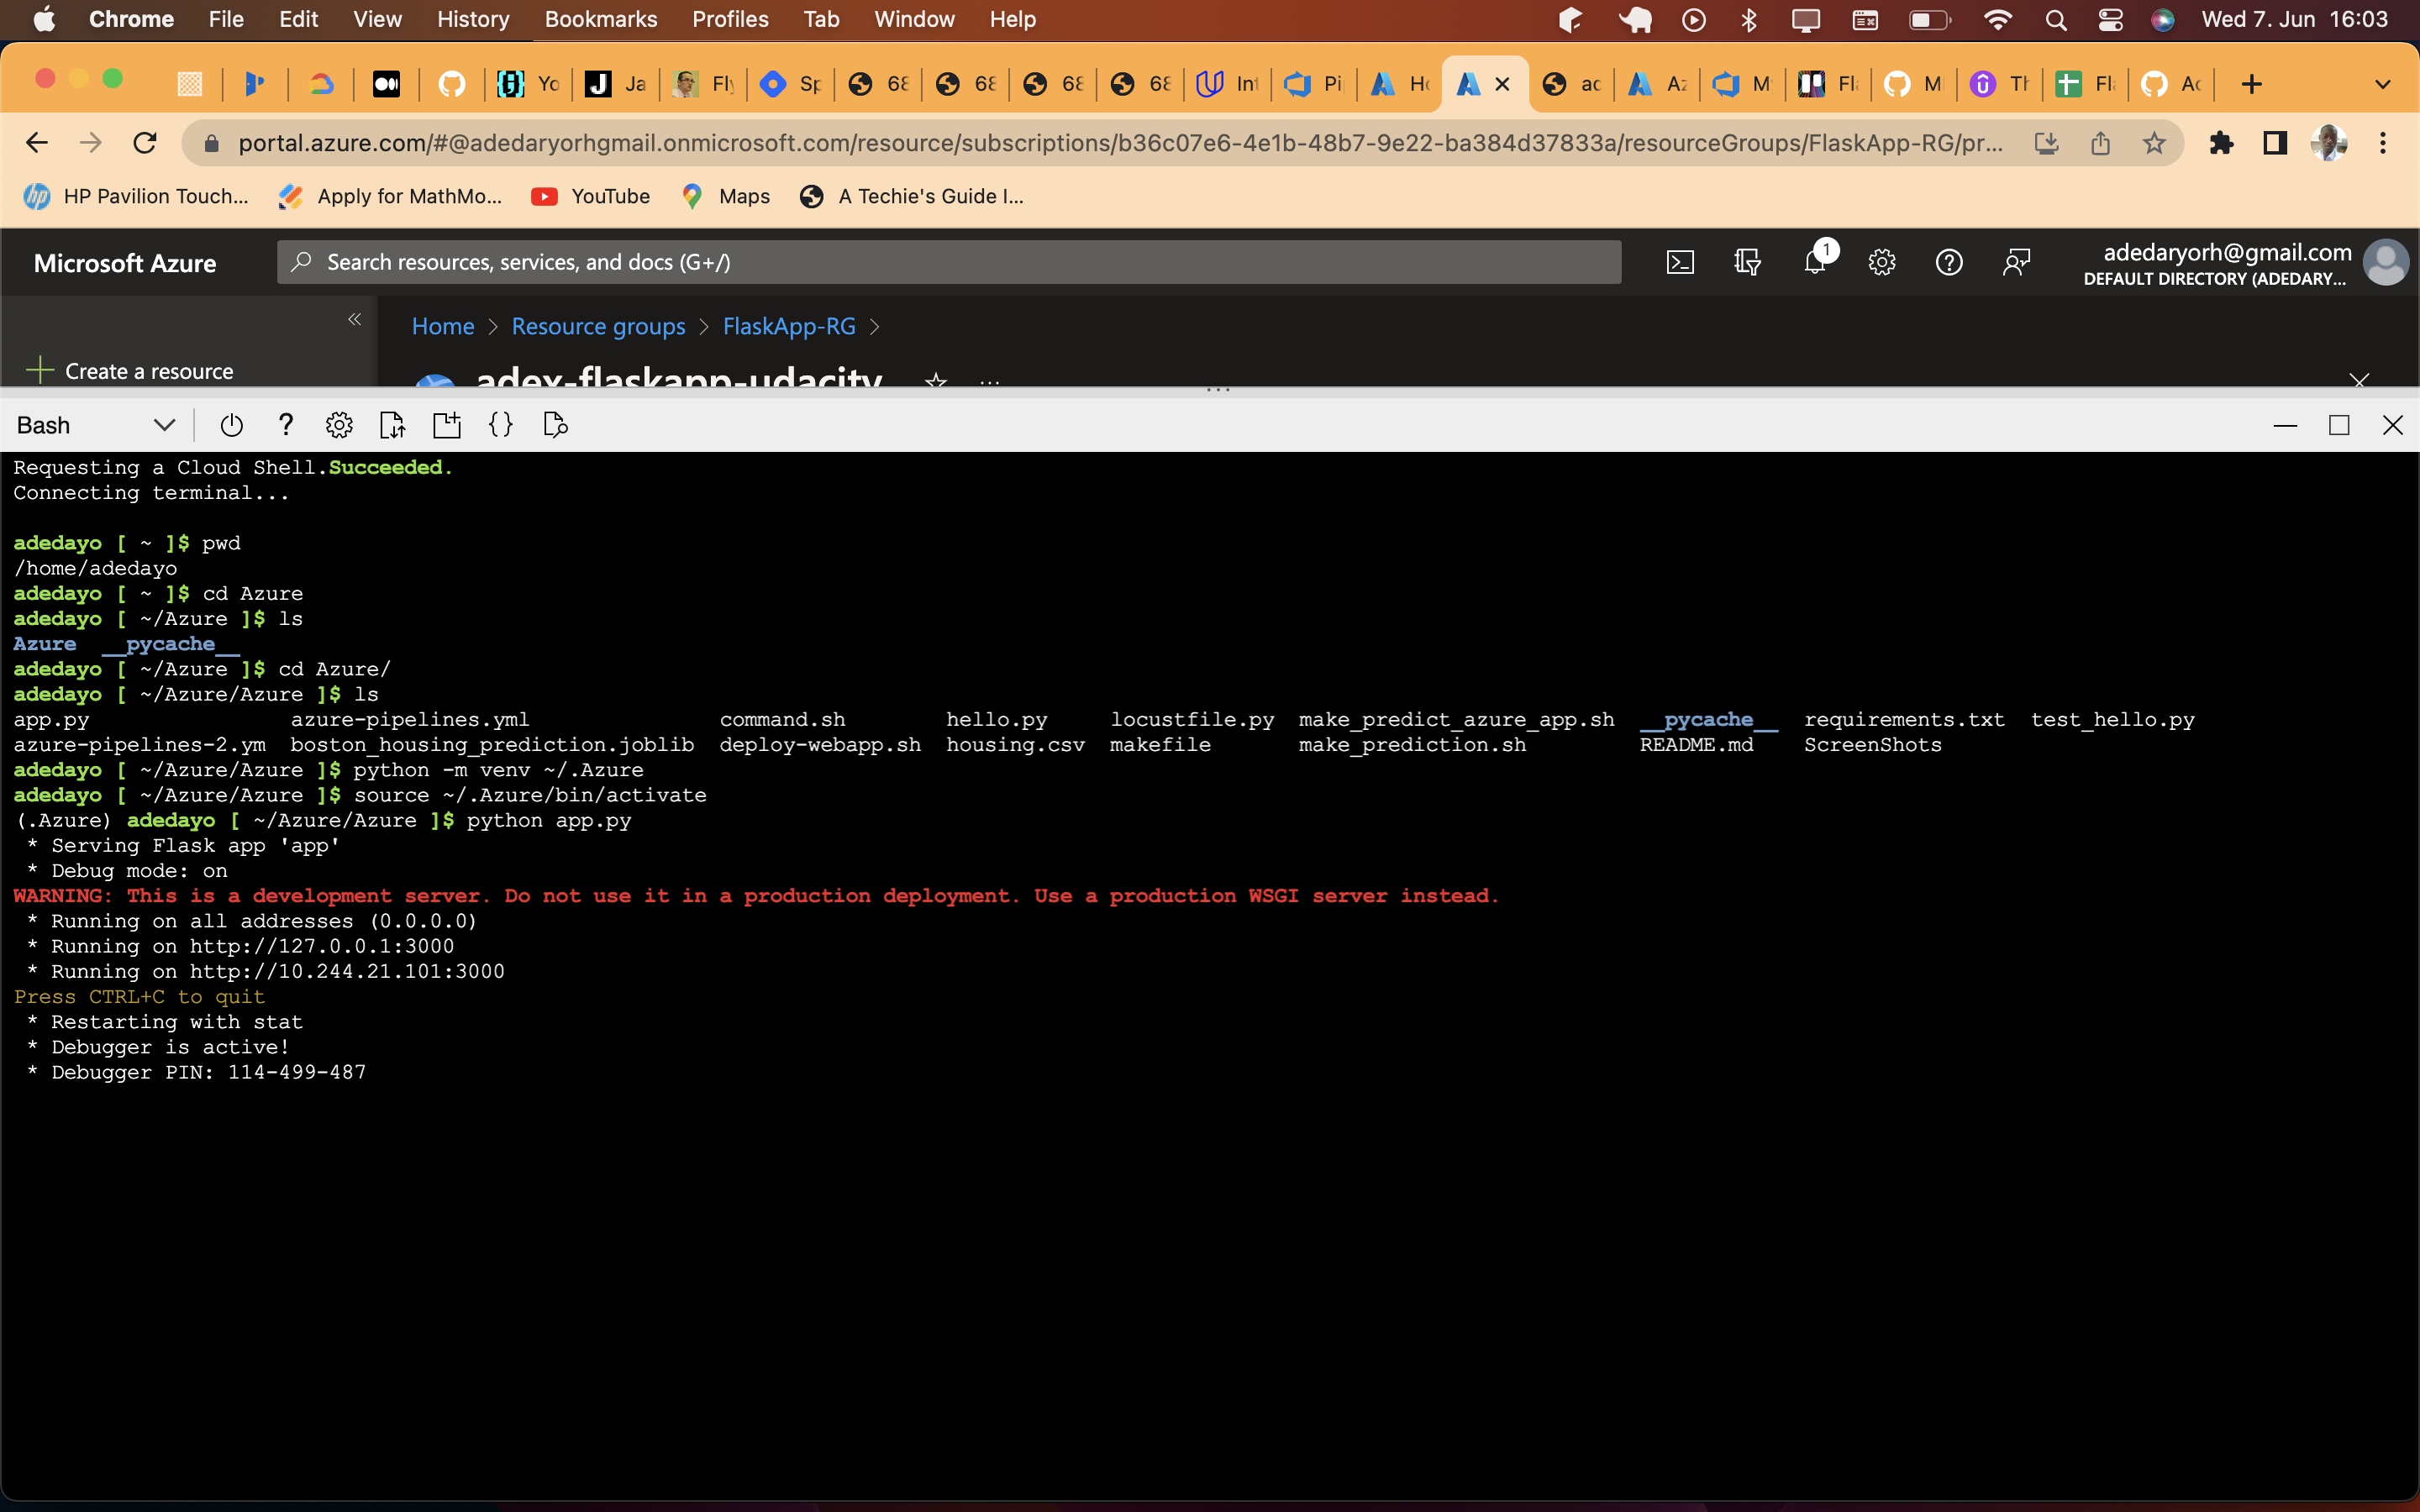 Chrome File Edit View History Bookmarks Profiles Tab Window Help Wed 7. Jun 16:03
Yo Ja Fly Sp 68 68 68 68 Int Pi Ho ac Az M Fl M Th Fl Ac
portal.azure.com/#@adedaryorhgmail.onmicrosoft.com/resource/subscriptions/b36c07e6-4e1b-48b7-9e22-ba384d37833a/resourceGroups/FlaskApp-RG/pr...
HP Pavilion Touch... Apply for MathMo... YouTube Maps A Techie's Guide I...
Microsoft Azure Search resources, services, and docs (G+/) 1 adedaryorh@gmail.com
DEFAULT DIRECTORY (ADEDARY...
Home > Resource groups > FlaskApp-RG >
Create a resource
adex-flaskapp-udacity
Bash
Requesting a Cloud Shell.Succeeded.
Connecting terminal...
adedayo [ ~ ]$ pwd
/home/adedayo
adedayo [ ~ ]$ cd Azure
adedayo [ ~/Azure ]$ ls
Azure __pycache__
adedayo [ ~/Azure ]$ cd Azure/
adedayo [ ~/Azure/Azure ]$ ls
app.py azure-pipelines.yml command.sh hello.py locustfile.py make_predict_azure_app.sh __pycache__ requirements.txt test_hello.py
azure-pipelines-2.ym boston_housing_prediction.joblib deploy-webapp.sh housing.csv makefile make_prediction.sh README.md ScreenShots
adedayo [ ~/Azure/Azure ]$ python -m venv ~/.Azure
adedayo [ ~/Azure/Azure ]$ source ~/.Azure/bin/activate
(.Azure) adedayo [ ~/Azure/Azure ]$ python app.py
* Serving Flask app 'app'
* Debug mode: on
WARNING: This is a development server. Do not use it in a production deployment. Use a production WSGI server instead.
* Running on all addresses (0.0.0.0)
* Running on http://127.0.0.1:3000
* Running on http://10.244.21.101:3000
Press CTRL+C to quit
* Restarting with stat
* Debugger is active!
* Debugger PIN: 114-499-487